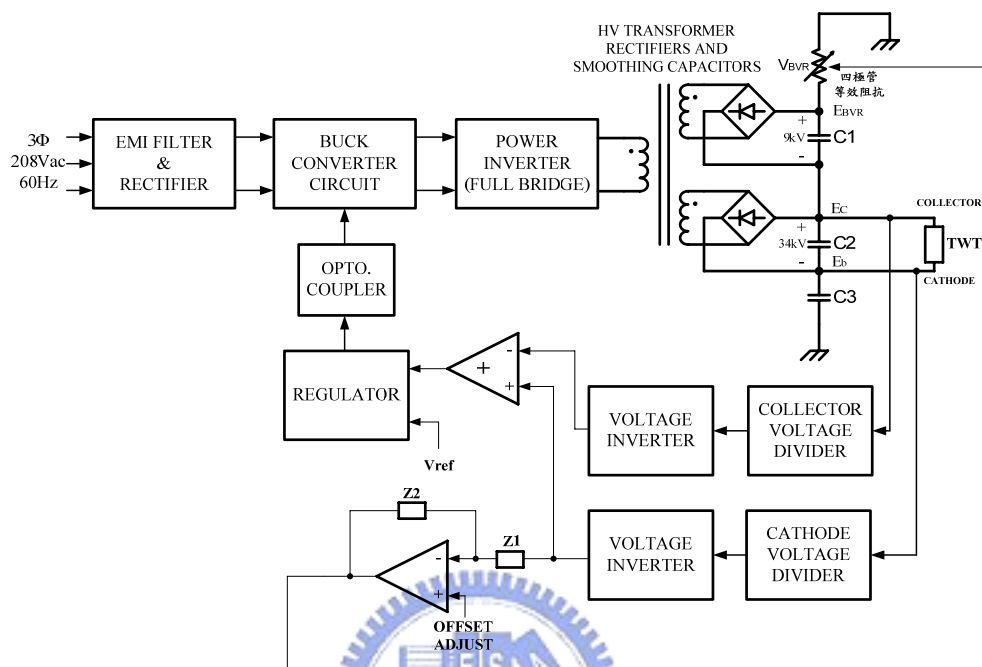 HV TRANSFORMER
RECTIFIERS AND
SMOOTHING CAPACITORS
VBVR
四極管
等效阻抗
EBVR
+
9kV
C1
-
3Φ
208Vac
60Hz
EMI FILTER
&
RECTIFIER
BUCK
CONVERTER
CIRCUIT
POWER
INVERTER
(FULL BRIDGE)
EC
COLLECTOR
+
34kV
C2
-
Eb
TWT
CATHODE
C3
OPTO.
COUPLER
REGULATOR
-
+
+
Vref
VOLTAGE
INVERTER
COLLECTOR
VOLTAGE
DIVIDER
Z2
Z1
-
+
OFFSET
ADJUST
VOLTAGE
INVERTER
CATHODE
VOLTAGE
DIVIDER